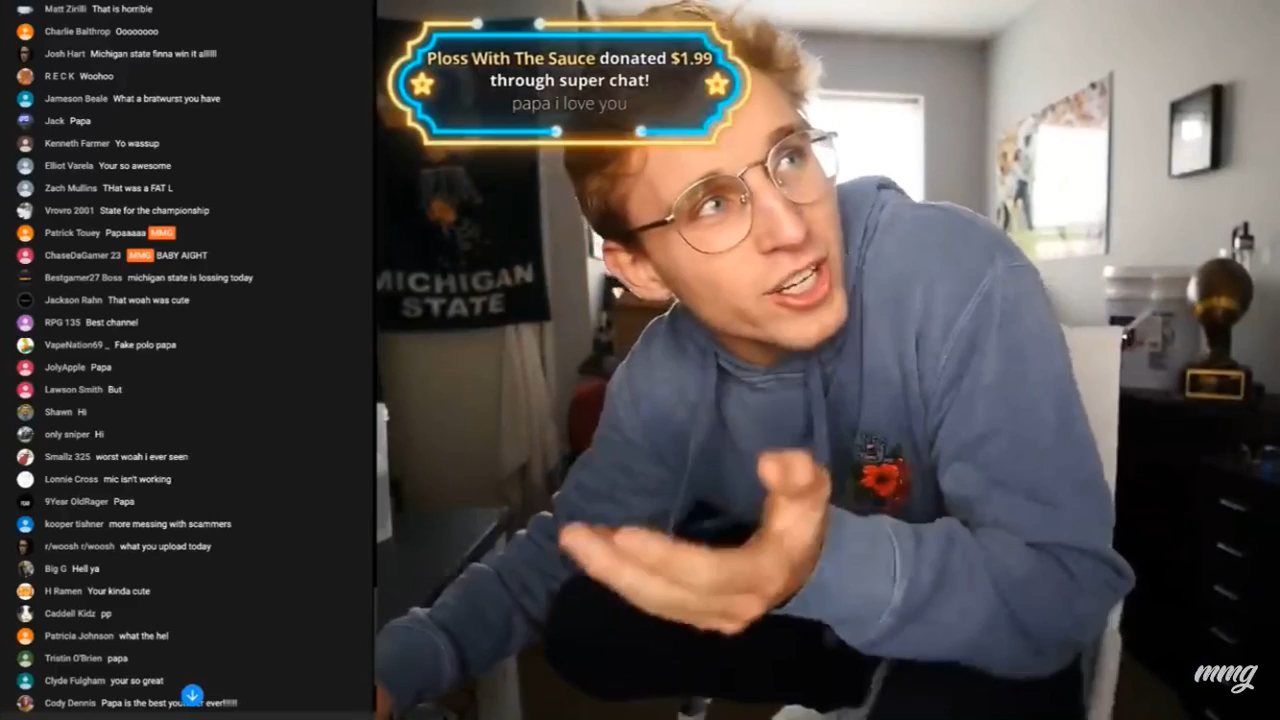 Matt Zirilli That is horrible
Charlie Balthrop Oooooooo
Josh Hart Michigan state finna win it allllll
R E C K Woohoo
Jameson Beale What a bratwurst you have
Jack Papa
Kenneth Farmer Yo wassup
Elliot Varela Your so awesome
Zach Mullins THat was a FAT L
Vrovro 2001 State for the championship
Patrick Touey Papaaaaa MMG
ChaseDaGamer 23 MMG BABY AIGHT
Bestgamer27 Boss michigan state is lossing today
Jackson Rahn That woah was cute
RPG 135 Best channel
VapeNation69 _ Fake polo papa
JolyApple Papa
Lawson Smith But
Shawn Hi
only sniper Hi
Smallz 325 worst woah i ever seen
Lonnie Cross mic isn't working
9Year OldRager Papa
kooper tishner more messing with scammers
r/woosh r/woosh what you upload today
Big G Hell ya
H Ramen Your kinda cute
Caddell Kidz pp
Patricia Johnson what the hel
Tristin O'Brien papa
Clyde Fulgham your so great
Cody Dennis Papa is the best ever!!!!!!
Ploss With The Sauce donated $1.99
through super chat!
papa i love you
MICHIGAN
STATE
mmg